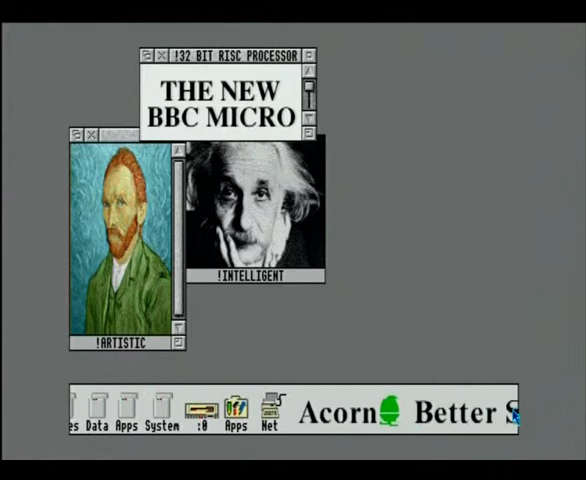 !32 BIT RISC PROCESSOR
THE NEW
BBC MICRO
!INTELLIGENT
!ARTISTIC
Acorn Better
Data Apps System :0 Apps Net